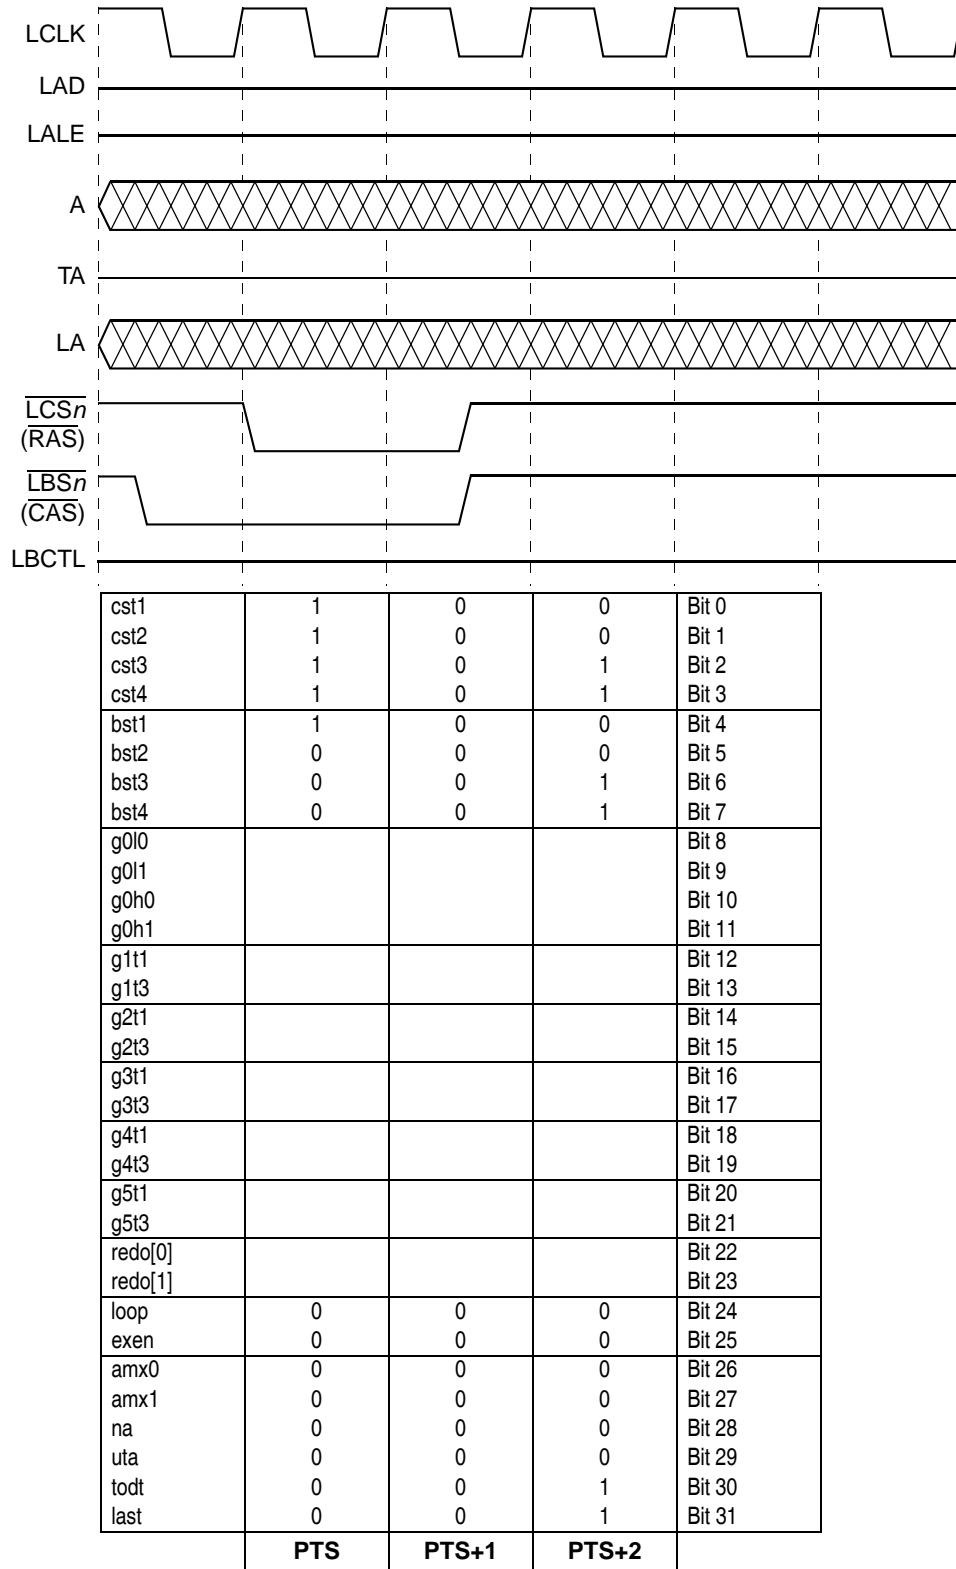 LCLK
LAD
LALE
A
TA
LA
LCSn
(RAS)
LBSn
(CAS)
LBCTL
cst1 1 0 0 Bit 0
cst2 1 0 0 Bit 1
cst3 1 0 1 Bit 2
cst4 1 0 1 Bit 3
bst1 1 0 0 Bit 4
bst2 0 0 0 Bit 5
bst3 0 0 1 Bit 6
bst4 0 0 1 Bit 7
g0l0 Bit 8
g0l1 Bit 9
g0h0 Bit 10
g0h1 Bit 11
g1t1 Bit 12
g1t3 Bit 13
g2t1 Bit 14
g2t3 Bit 15
g3t1 Bit 16
g3t3 Bit 17
g4t1 Bit 18
g4t3 Bit 19
g5t1 Bit 20
g5t3 Bit 21
redo[0] Bit 22
redo[1] Bit 23
loop 0 0 0 Bit 24
exen 0 0 0 Bit 25
amx0 0 0 0 Bit 26
amx1 0 0 0 Bit 27
na 0 0 0 Bit 28
uta 0 0 0 Bit 29
todt 0 0 1 Bit 30
last 0 0 1 Bit 31
PTS PTS+1 PTS+2